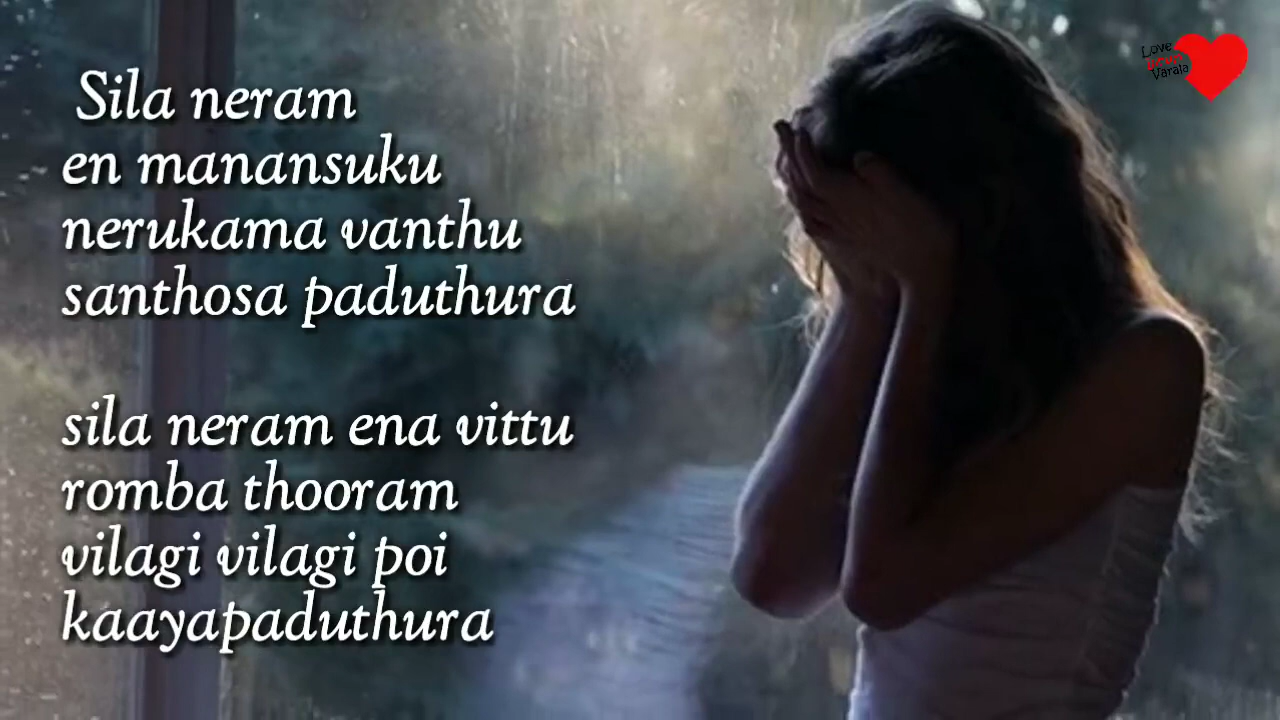 Sila neram
en manansuku
nerukama vanthu
santhosa paduthura
sila neram ena vittu
romba thooram
vilagi vilagi poi
kaayapaduthura
Love
Varala